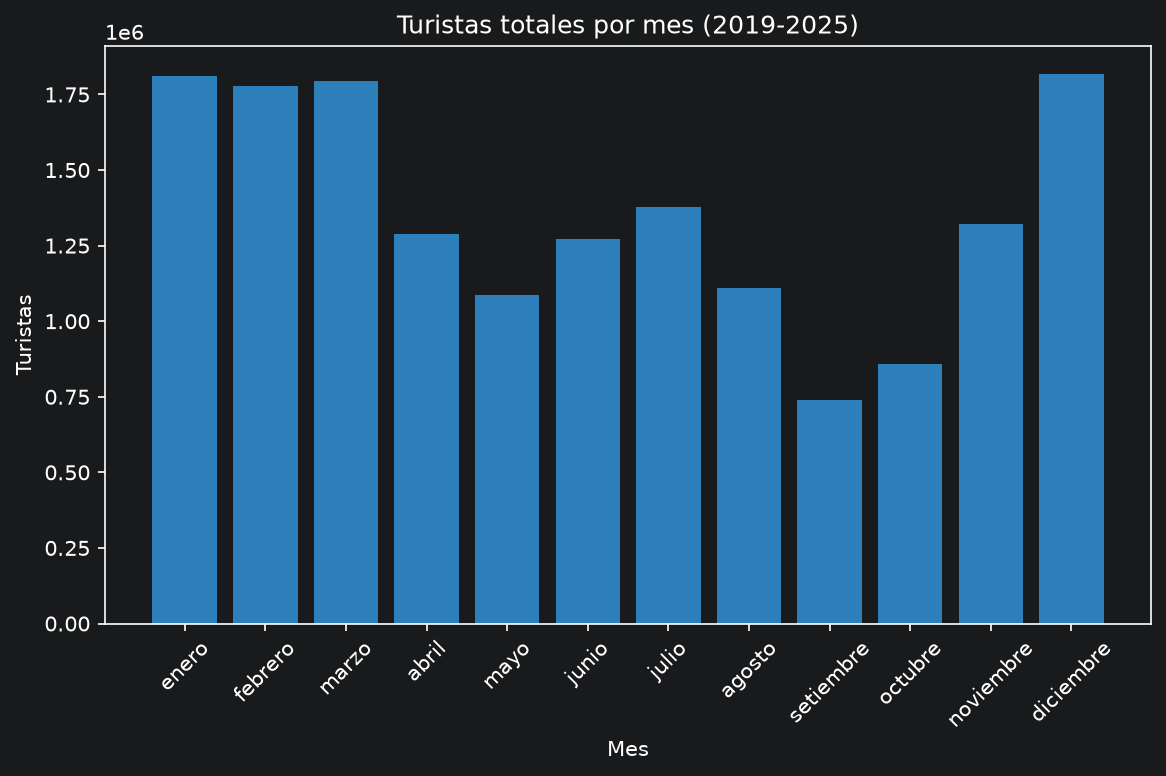 Turistas totales por mes (2019-2025)
1e6
1.75
1.50
1.25
1.00
0.75
0.50
0.25
0.00
Turistas
enero
febrero
marzo
abril
mayo
junio
julio
agosto
setiembre
octubre
noviembre
diciembre
Mes